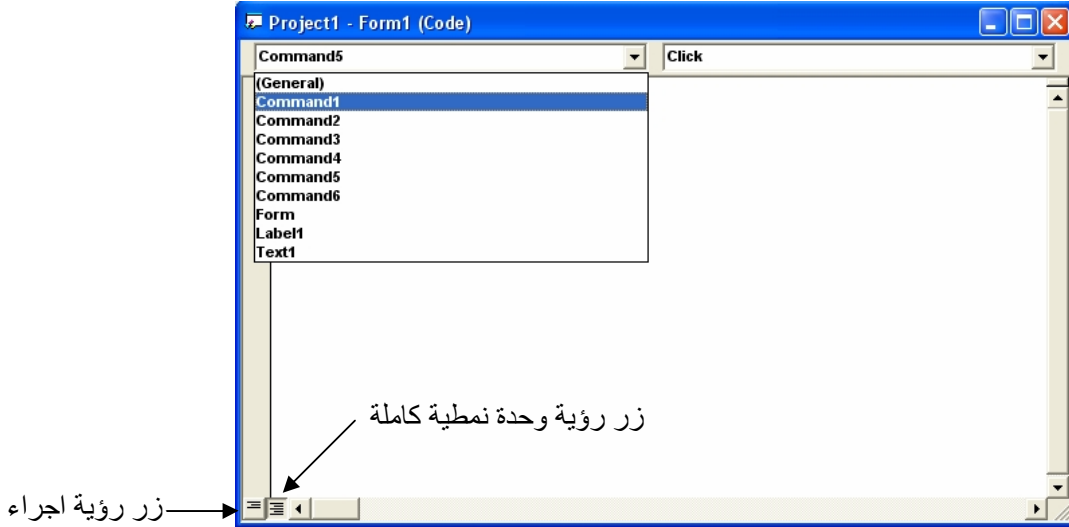 Project1 - Form1 (Code)
Command5
Click
(General)
Command1
Command2
Command3
Command4
Command5
Command6
Form
Label1
Text1
زر رؤية وحدة نمطية كاملة
زر رؤية اجراء